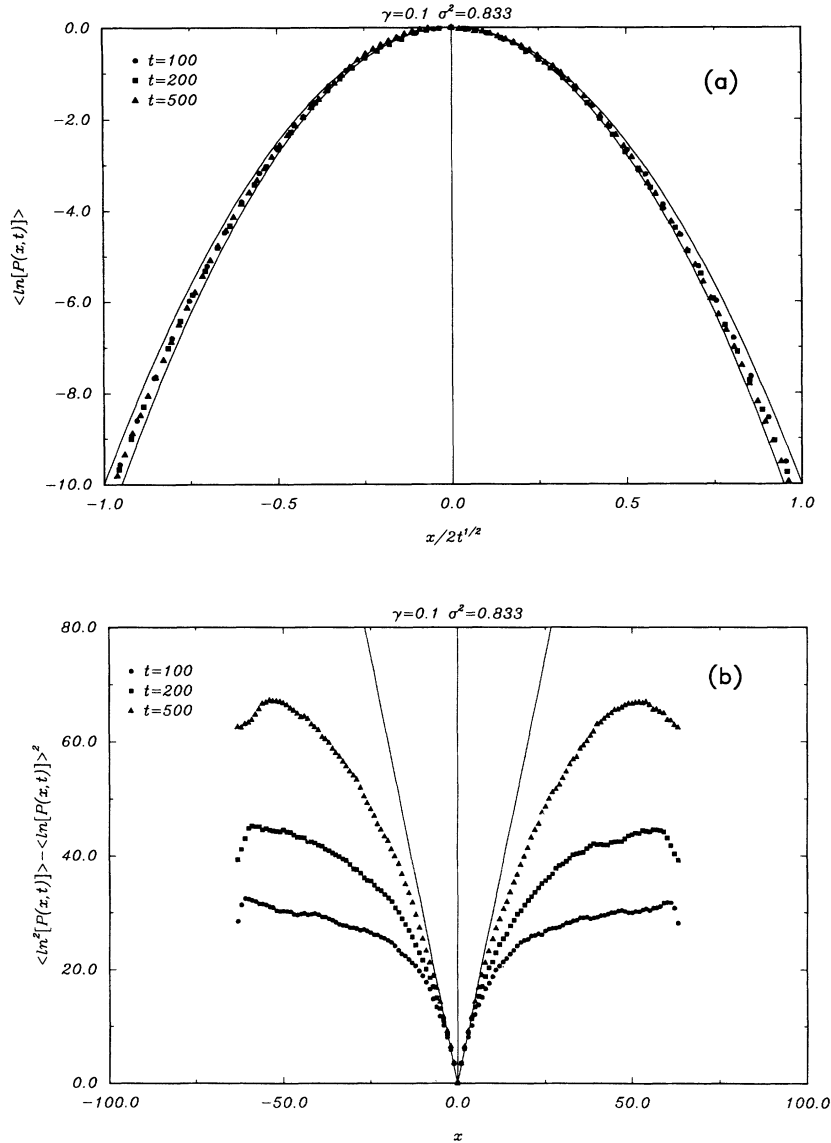 γ=0.1 σ²=0.833
0.0
−2.0
−4.0
−6.0
−8.0
−10.0
<ln[P(x,t)]>
t=100
t=200
t=500
(a)
−1.0 −0.5 0.0 0.5 1.0
x/2t^{1/2}
γ=0.1 σ²=0.833
80.0
60.0
40.0
20.0
0.0
<ln²[P(x,t)]>−<ln[P(x,t)]>²
t=100
t=200
t=500
(b)
−100.0 −50.0 0.0 50.0 100.0
x